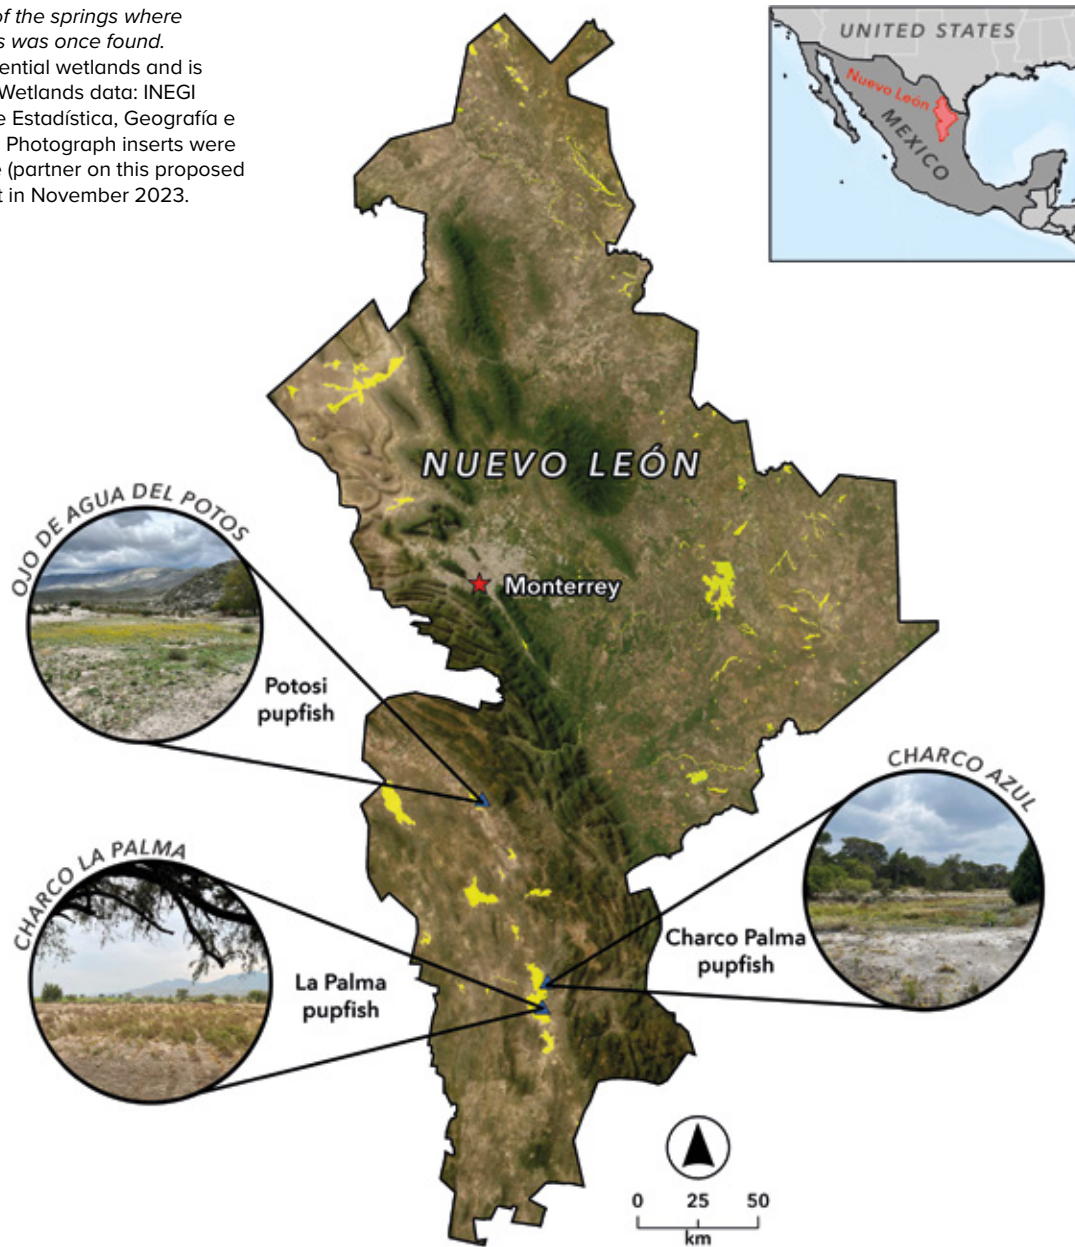 of the springs where
s was once found.
ential wetlands and is
Wetlands data: INEGI
e Estadística, Geografía e
Photograph inserts were
e (partner on this proposed
t in November 2023.
UNITED STATES
Nuevo León
MEXICO
NUEVO LEÓN
OJO DE AGUA DEL POTOS
Monterrey
Potosi
pupfish
CHARCO AZUL
CHARCO LA PALMA
Charco Palma
pupfish
La Palma
pupfish
0 25 50
km